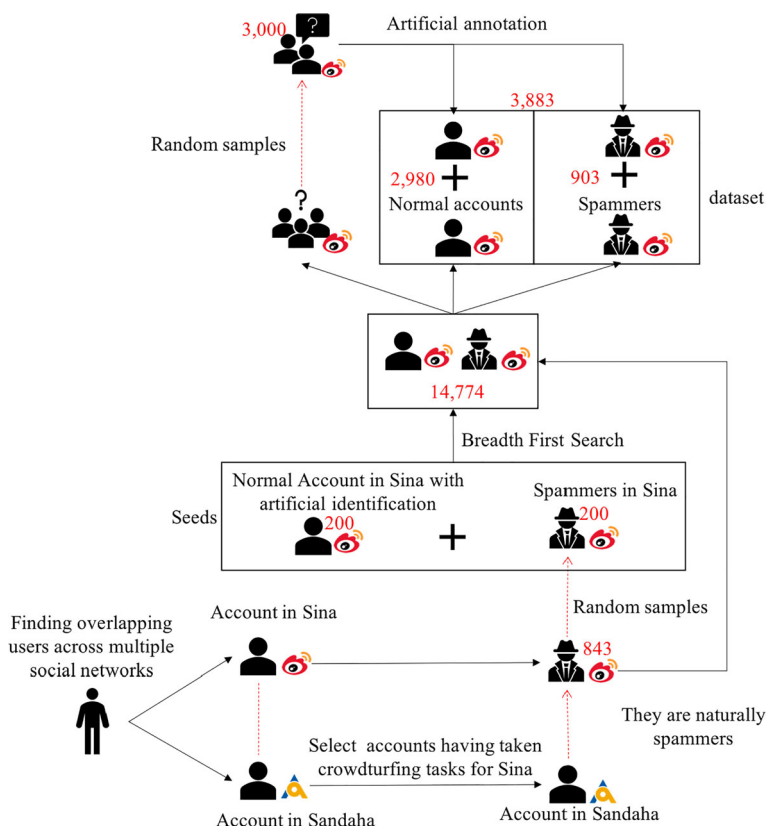 Artificial annotation
3,000
?
3,883
Random samples
2,980
Normal accounts
903
Spammers
dataset
?
14,774
Breadth First Search
Normal Account in Sina with
artificial identification
200
Spammers in Sina
200
Seeds
Random samples
Finding overlapping
users across multiple
social networks
Account in Sina
843
They are naturally
spammers
Select accounts having taken
crowdturfing tasks for Sina
Account in Sandaha
Account in Sandaha